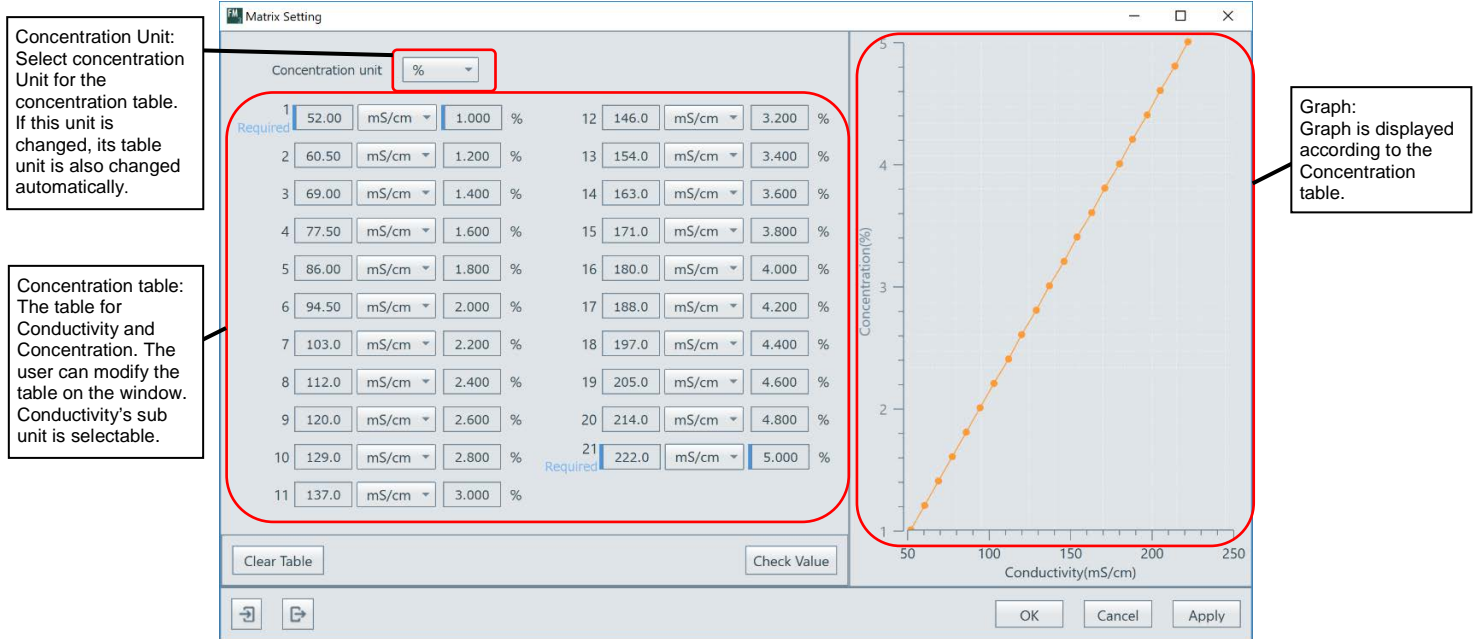 FM
Matrix Setting
Concentration Unit:
Select concentration
Unit for the
concentration table.
If this unit is
changed, its table
unit is also changed
automatically.
Concentration table:
The table for
Conductivity and
Concentration. The
user can modify the
table on the window.
Conductivity's sub
unit is selectable.
Concentration unit %
1 Required 52.00 mS/cm 1.000 %
2 60.50 mS/cm 1.200 %
3 69.00 mS/cm 1.400 %
4 77.50 mS/cm 1.600 %
5 86.00 mS/cm 1.800 %
6 94.50 mS/cm 2.000 %
7 103.0 mS/cm 2.200 %
8 112.0 mS/cm 2.400 %
9 120.0 mS/cm 2.600 %
10 129.0 mS/cm 2.800 %
11 137.0 mS/cm 3.000 %
12 146.0 mS/cm 3.200 %
13 154.0 mS/cm 3.400 %
14 163.0 mS/cm 3.600 %
15 171.0 mS/cm 3.800 %
16 180.0 mS/cm 4.000 %
17 188.0 mS/cm 4.200 %
18 197.0 mS/cm 4.400 %
19 205.0 mS/cm 4.600 %
20 214.0 mS/cm 4.800 %
21 Required 222.0 mS/cm 5.000 %
Clear Table
Check Value
5
4
3
2
1
Concentration(%)
50 100 150 200 250
Conductivity(mS/cm)
OK Cancel Apply
Graph:
Graph is displayed
according to the
Concentration
table.